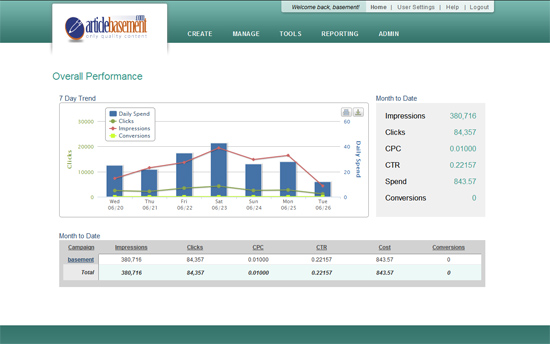 Welcome back, basement! Home | User Settings | Help | Logout
articlebasement.com
only quality content
CREATE MANAGE TOOLS REPORTING ADMIN
Overall Performance
7 Day Trend
Month to Date
Daily Spend
Clicks
Impressions
Conversions
30000
20000
10000
0
Clicks
60
40
20
0
Daily Spend
Wed 06/20
Thu 06/21
Fri 06/22
Sat 06/23
Sun 06/24
Mon 06/25
Tue 06/26
Impressions 380,716
Clicks 84,357
CPC 0.01000
CTR 0.22157
Spend 843.57
Conversions 0
Month to Date
Campaign Impressions Clicks CPC CTR Cost Conversions
basement 380,716 84,357 0.01000 0.22157 843.57 0
Total 380,716 84,357 0.01000 0.22157 843.57 0